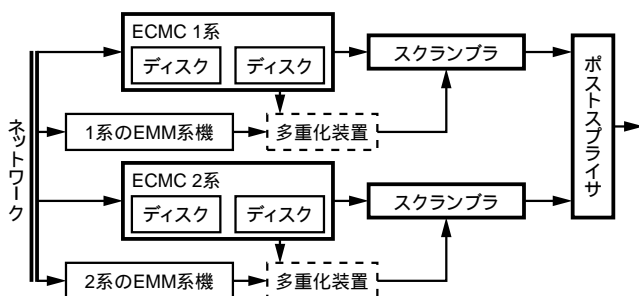 ECMC 1系
ディスク
ディスク
スクランブラ
1系のEMM系機
多重化装置
ネットワーク
ポストスプライサ
ECMC 2系
ディスク
ディスク
スクランブラ
2系のEMM系機
多重化装置